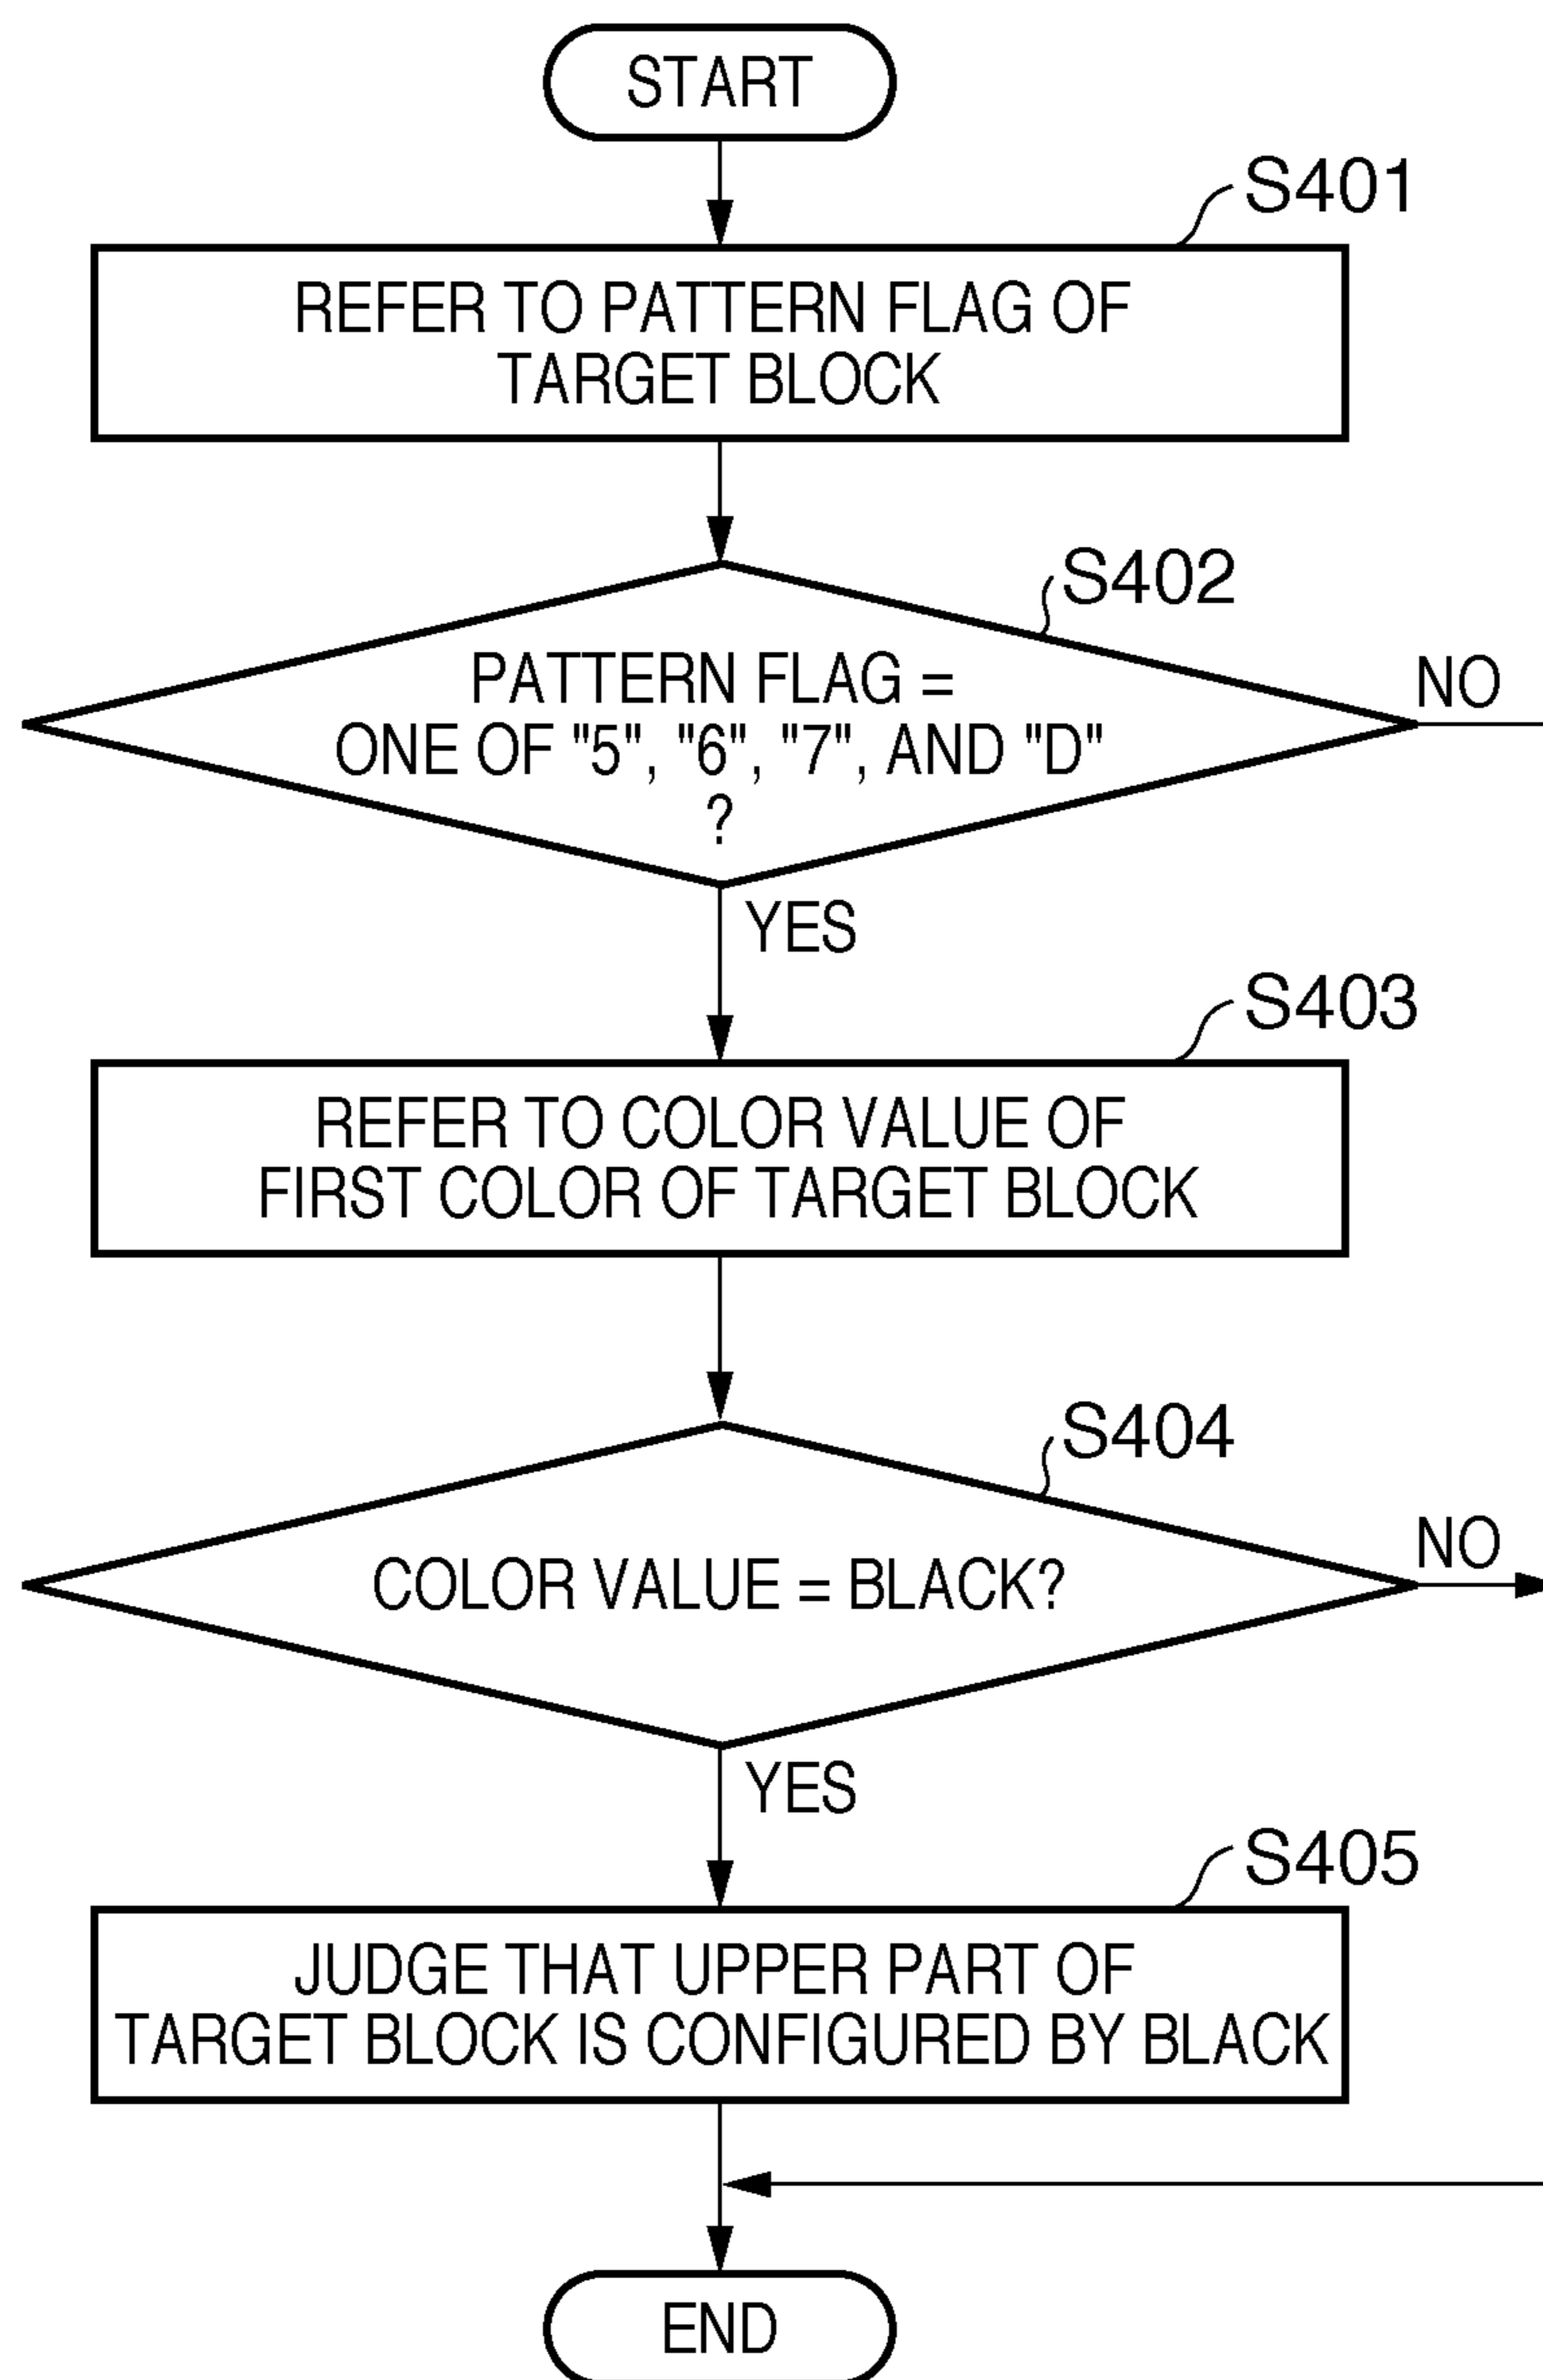 START
S401
REFER TO PATTERN FLAG OF
TARGET BLOCK
S402
PATTERN FLAG =
ONE OF "5", "6", "7", AND "D"
?
NO
YES
S403
REFER TO COLOR VALUE OF
FIRST COLOR OF TARGET BLOCK
S404
COLOR VALUE = BLACK?
NO
YES
S405
JUDGE THAT UPPER PART OF
TARGET BLOCK IS CONFIGURED BY BLACK
END